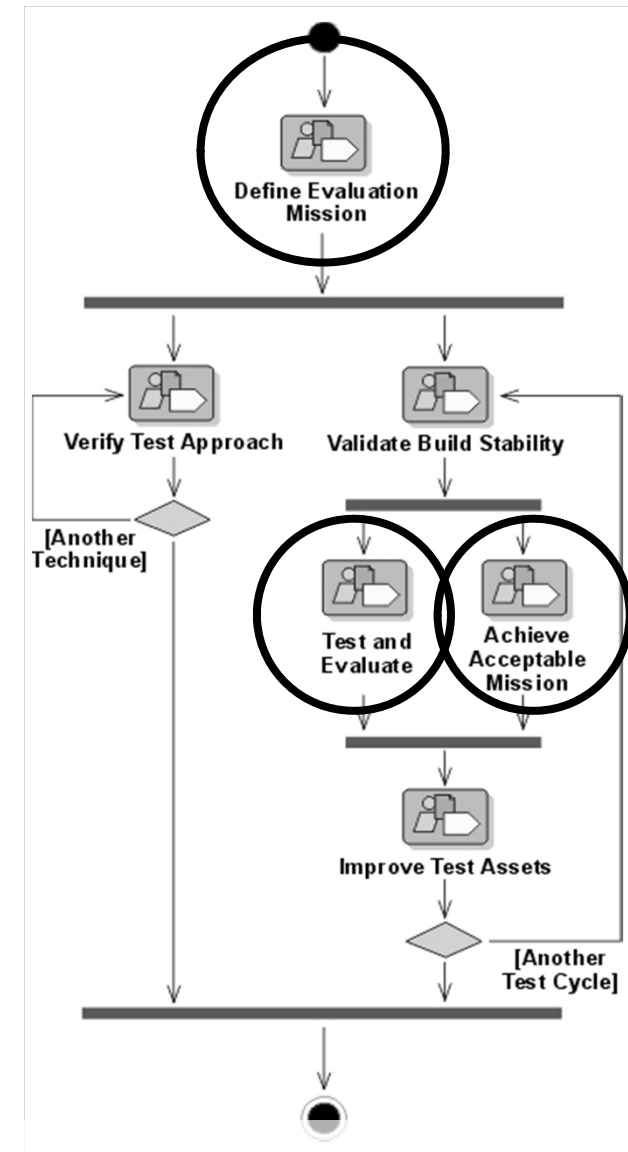 Define Evaluation
Mission
Verify Test Approach
Validate Build Stability
[Another
Technique]
Test and
Evaluate
Achieve
Acceptable
Mission
Improve Test Assets
[Another
Test Cycle]